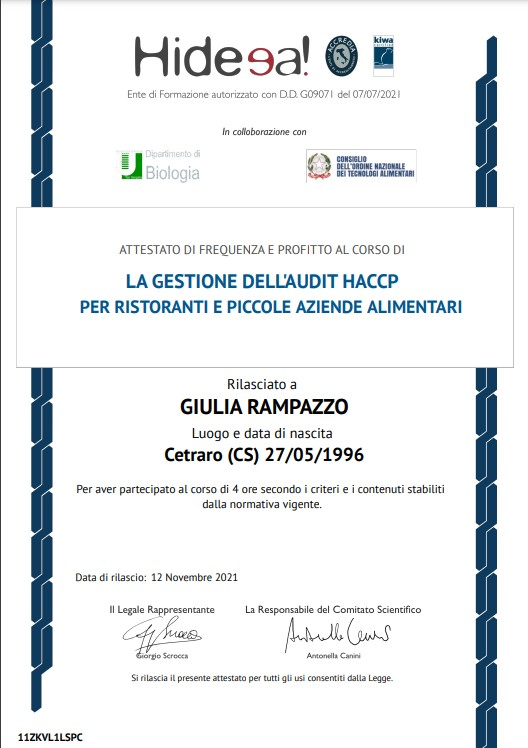 Hideea!
ACCREDIA
kiwa
Ente di Formazione autorizzato con D.D. G09071 del 07/07/2021
In collaborazione con
Dipartimento di
Biologia
CONSIGLIO
DELL'ORDINE NAZIONALE
DEI TECNOLOGI ALIMENTARI
ATTESTATO DI FREQUENZA E PROFITTO AL CORSO DI
LA GESTIONE DELL'AUDIT HACCP
PER RISTORANTI E PICCOLE AZIENDE ALIMENTARI
Rilasciato a
GIULIA RAMPAZZO
Luogo e data di nascita
Cetraro (CS) 27/05/1996
Per aver partecipato al corso di 4 ore secondo i criteri e i contenuti stabiliti
dalla normativa vigente.
Data di rilascio: 12 Novembre 2021
Il Legale Rappresentante
La Responsabile del Comitato Scientifico
Giorgio Scrocca
Antonella Canini
Si rilascia il presente attestato per tutti gli usi consentiti dalla Legge.
11ZKVL1LSPC